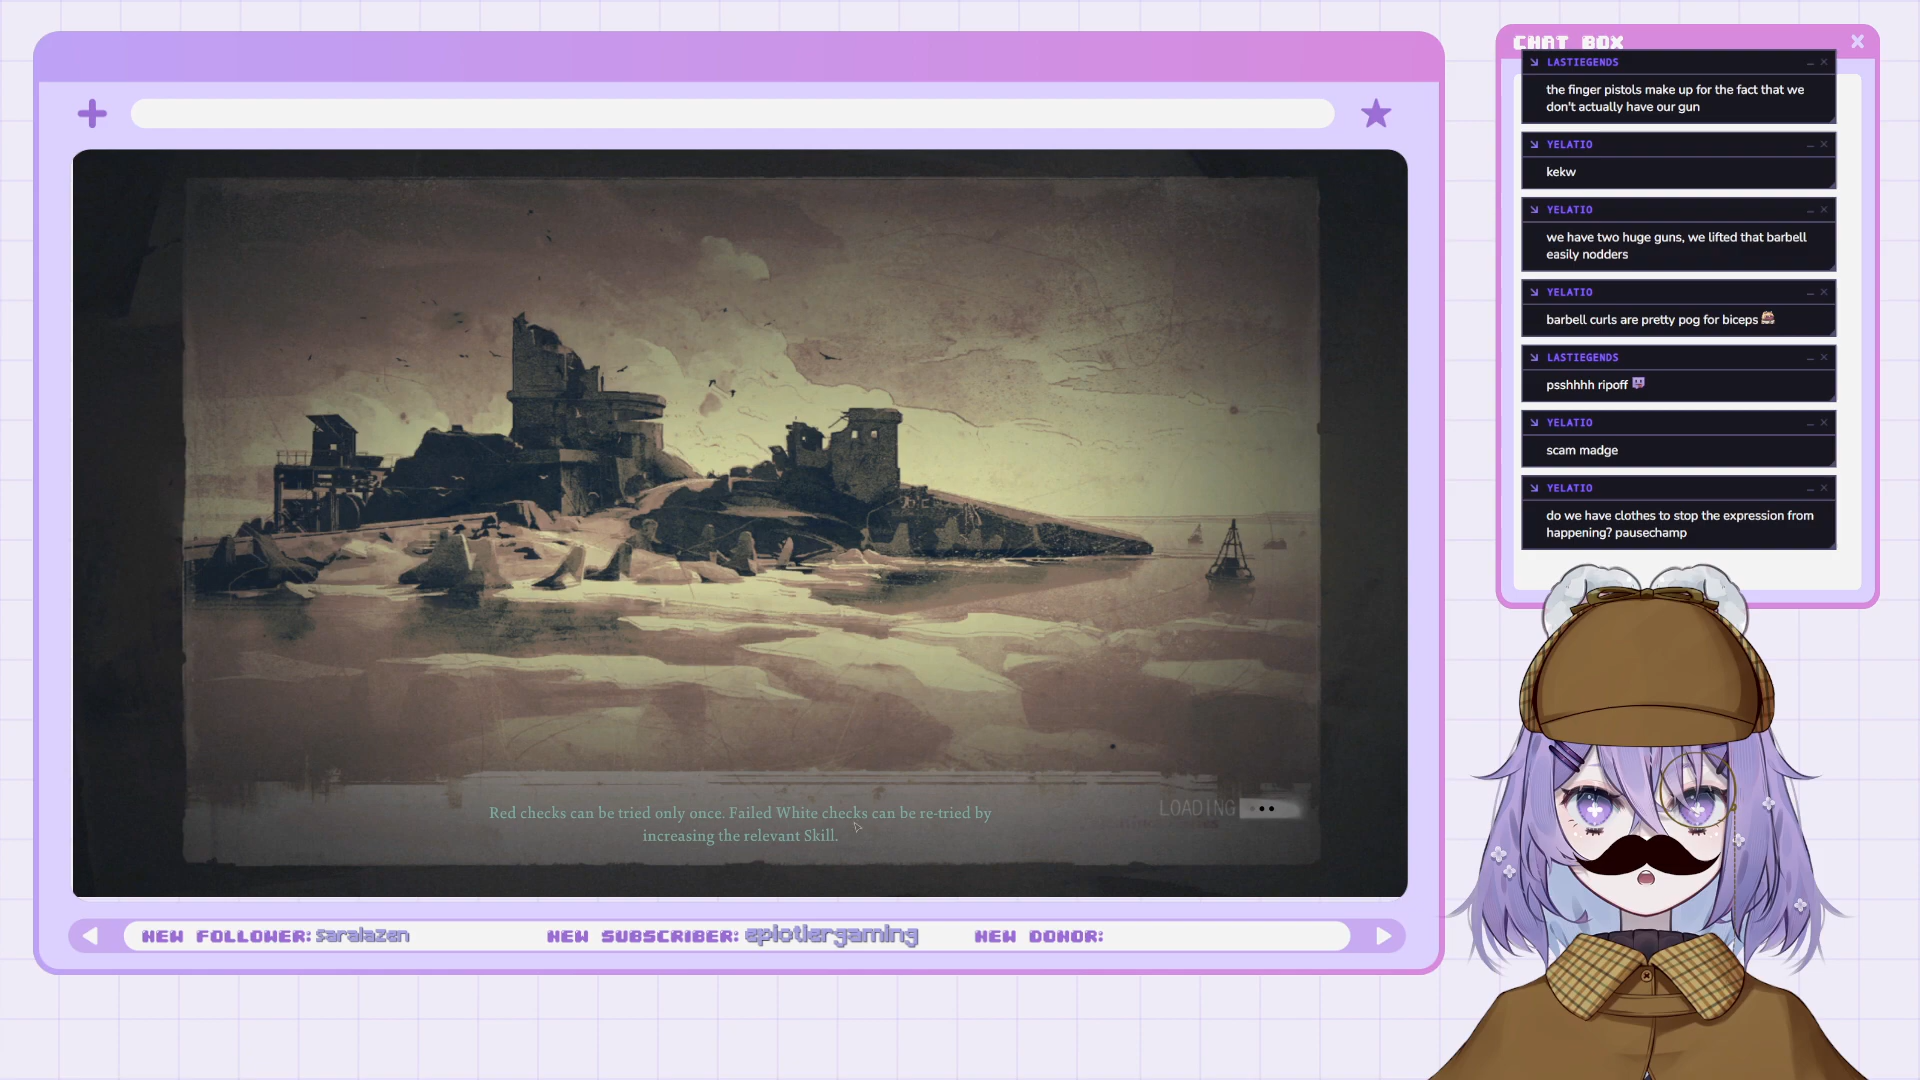 CHAT BOX
LASTIEGENDS
the finger pistols make up for the fact that we
don't actually have our gun
YELATIO
kekw
YELATIO
we have two huge guns, we lifted that barbell
easily nodders
YELATIO
barbell curls are pretty pog for biceps
LASTIEGENDS
psshhhh ripoff
YELATIO
scam madge
YELATIO
do we have clothes to stop the expression from
happening? pausechamp
Red checks can be tried only once. Failed White checks can be re-tried by
increasing the relevant Skill.
LOADING
NEW FOLLOWER: saralazen
NEW SUBSCRIBER: epictiergaming
NEW DONOR: